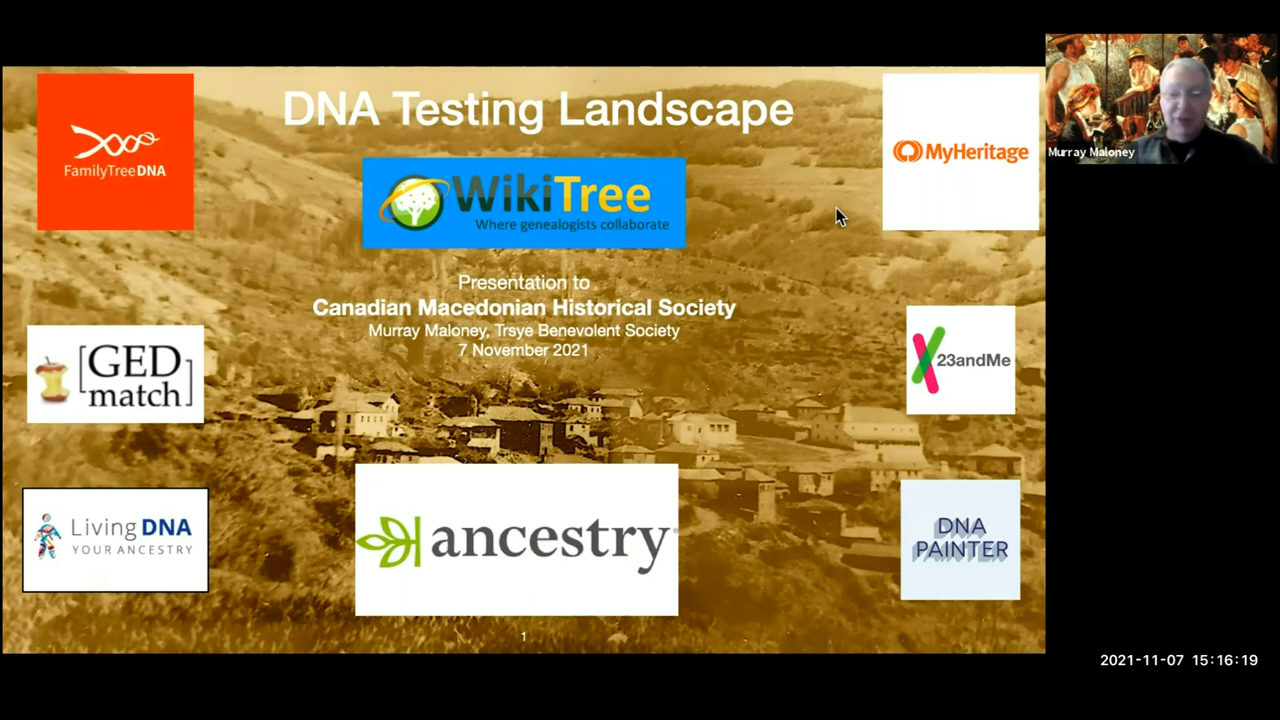 DNA Testing Landscape
FamilyTreeDNA
WikiTree
Where genealogists collaborate
MyHeritage
Murray Maloney
Presentation to
Canadian Macedonian Historical Society
Murray Maloney, Trsye Benevolent Society
7 November 2021
[GED
match]
23andMe
Living DNA
YOUR ANCESTRY
ancestry
DNA
PAINTER
1
2021-11-07 15:16:19